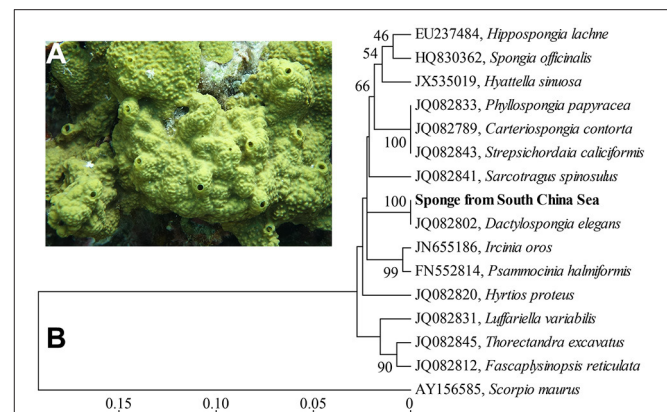 A
46
EU237484, Hippospongia lachne
54
HQ830362, Spongia officinalis
66
JX535019, Hyattella sinuosa
JQ082833, Phyllospongia papyracea
JQ082789, Carteriospongia contorta
100
JQ082843, Strepsichordaia caliciformis
JQ082841, Sarcotragus spinosulus
100
Sponge from South China Sea
JQ082802, Dactylospongia elegans
JN655186, Ircinia oros
99
FN552814, Psammocinia halmiformis
JQ082820, Hyrtios proteus
B
JQ082831, Luffariella variabilis
JQ082845, Thorectandra excavatus
90
JQ082812, Fascaplysinopsis reticulata
AY156585, Scorpio maurus
0.15 0.10 0.05 0